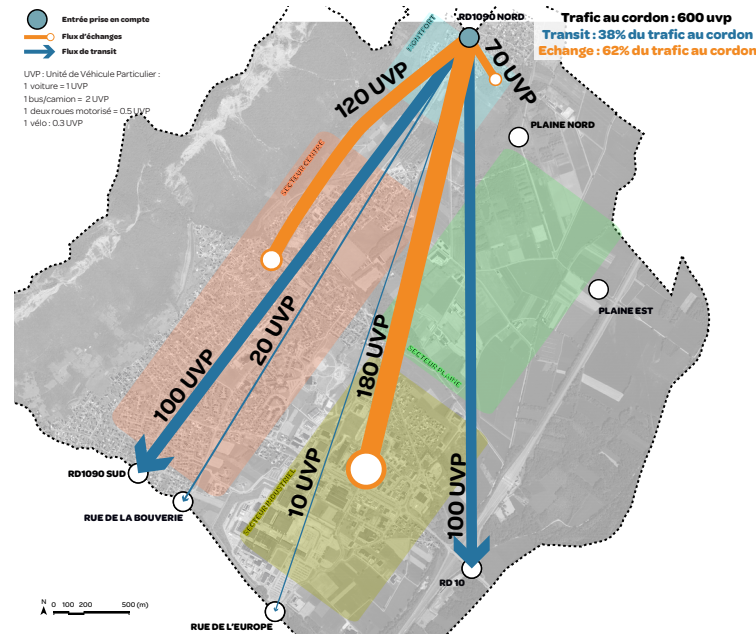 Entrée prise en compte
Flux d'échanges
Flux de transit
UVP : Unité de Véhicule Particulier :
1 voiture = 1 UVP
1 bus/camion = 2 UVP
1 deux roues motorisé = 0.5 UVP
1 vélo : 0.3 UVP
RD1090 NORD
Trafic au cordon : 600 uvp
Transit : 38% du trafic au cordon
Echange : 62% du trafic au cordon
MONTFORT
70 UVP
120 UVP
PLAINE NORD
SECTEUR CENTRE
PLAINE EST
20 UVP
180 UVP
SECTEUR PLAINE
100 UVP
RD1090 SUD
10 UVP
100 UVP
SECTEUR INDUSTRIEL
RUE DE LA BOUVERIE
RD 10
N 0 100 200 500 (m)
RUE DE L'EUROPE